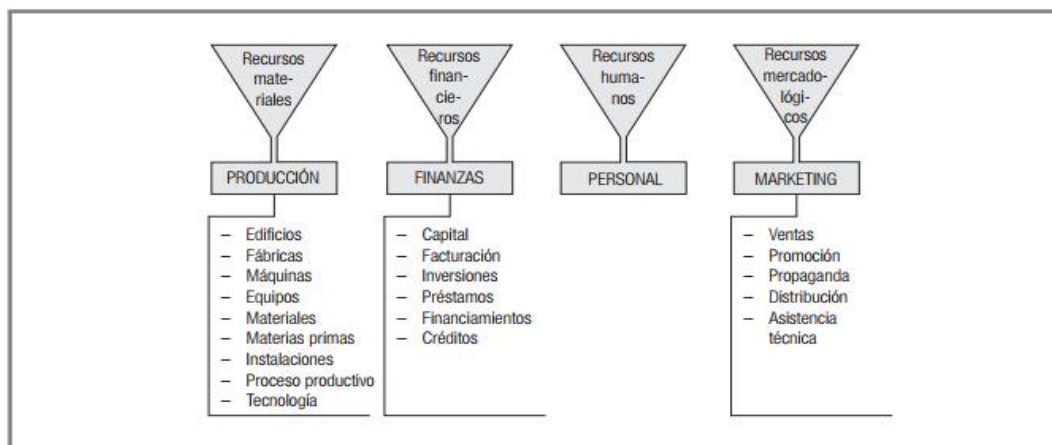 Recursos
mate-
riales
PRODUCCIÓN
– Edificios
– Fábricas
– Máquinas
– Equipos
– Materiales
– Materias primas
– Instalaciones
– Proceso productivo
– Tecnología
Recursos
finan-
cie-
ros
FINANZAS
– Capital
– Facturación
– Inversiones
– Préstamos
– Financiamientos
– Créditos
Recursos
huma-
nos
PERSONAL
Recursos
mercado-
lógi-
cos
MARKETING
– Ventas
– Promoción
– Propaganda
– Distribución
– Asistencia
técnica